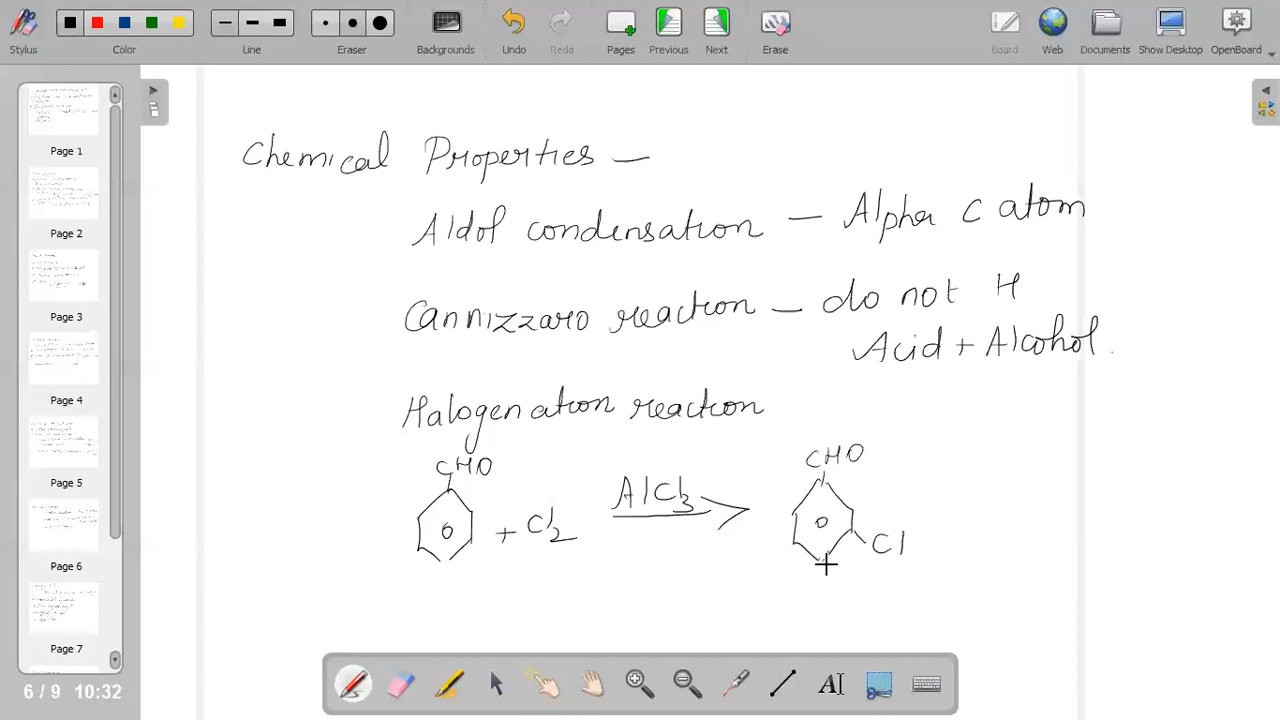 Stylus Color Line Eraser Backgrounds Undo Redo Pages Previous Next Erase Board Web Documents Show Desktop OpenBoard
Page 1
Page 2
Page 3
Page 4
Page 5
Page 6
Page 7
6 / 9 10:32
Chemical Properties —
Aldol condensation — Alpha C atom
Cannizzaro reaction — do not H
Acid + Alcohol.
Halogenation reaction
CHO CHO
+ Cl2 AlCl3 Cl